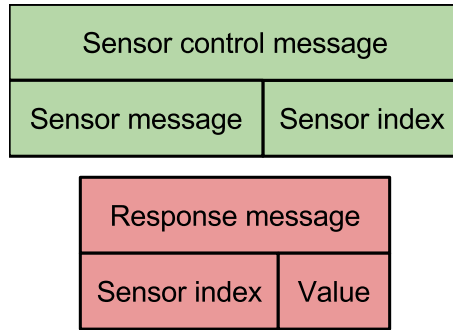 Sensor control message
Sensor message Sensor index
Response message
Sensor index Value